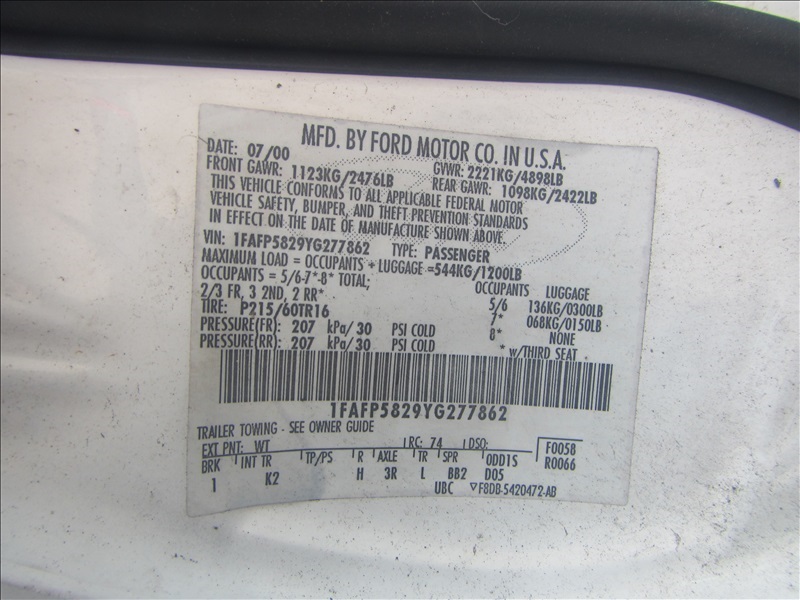 MFD. BY FORD MOTOR CO. IN U.S.A.
DATE: 07/00 GVWR: 2221KG/4898LB
FRONT GAWR: 1123KG/2476LB REAR GAWR: 1098KG/2422LB
THIS VEHICLE CONFORMS TO ALL APPLICABLE FEDERAL MOTOR
VEHICLE SAFETY, BUMPER, AND THEFT PREVENTION STANDARDS
IN EFFECT ON THE DATE OF MANUFACTURE SHOWN ABOVE.
VIN: 1FAFP5829YG277862 TYPE: PASSENGER
MAXIMUM LOAD = OCCUPANTS + LUGGAGE =544KG/1200LB
OCCUPANTS = 5/6-7*-8* TOTAL; OCCUPANTS LUGGAGE
2/3 FR, 3 2ND, 2 RR* 5/6 136KG/0300LB
TIRE: P215/60TR16 7* 068KG/0150LB
PRESSURE(FR) 207 kPa/30 PSI COLD 8* NONE
PRESSURE(RR) 207 kPa/30 PSI COLD * w/THIRD SEAT
1FAFP5829YG277862
TRAILER TOWING - SEE OWNER GUIDE
EXT PNT: WT RC: 74 DSO: F0058
BRK INT TR TP/PS R AXLE TR SPR ODD1S R0066
1 K2 H 3R L BB2 D05
UBC ▽F8DB-5420472-AB